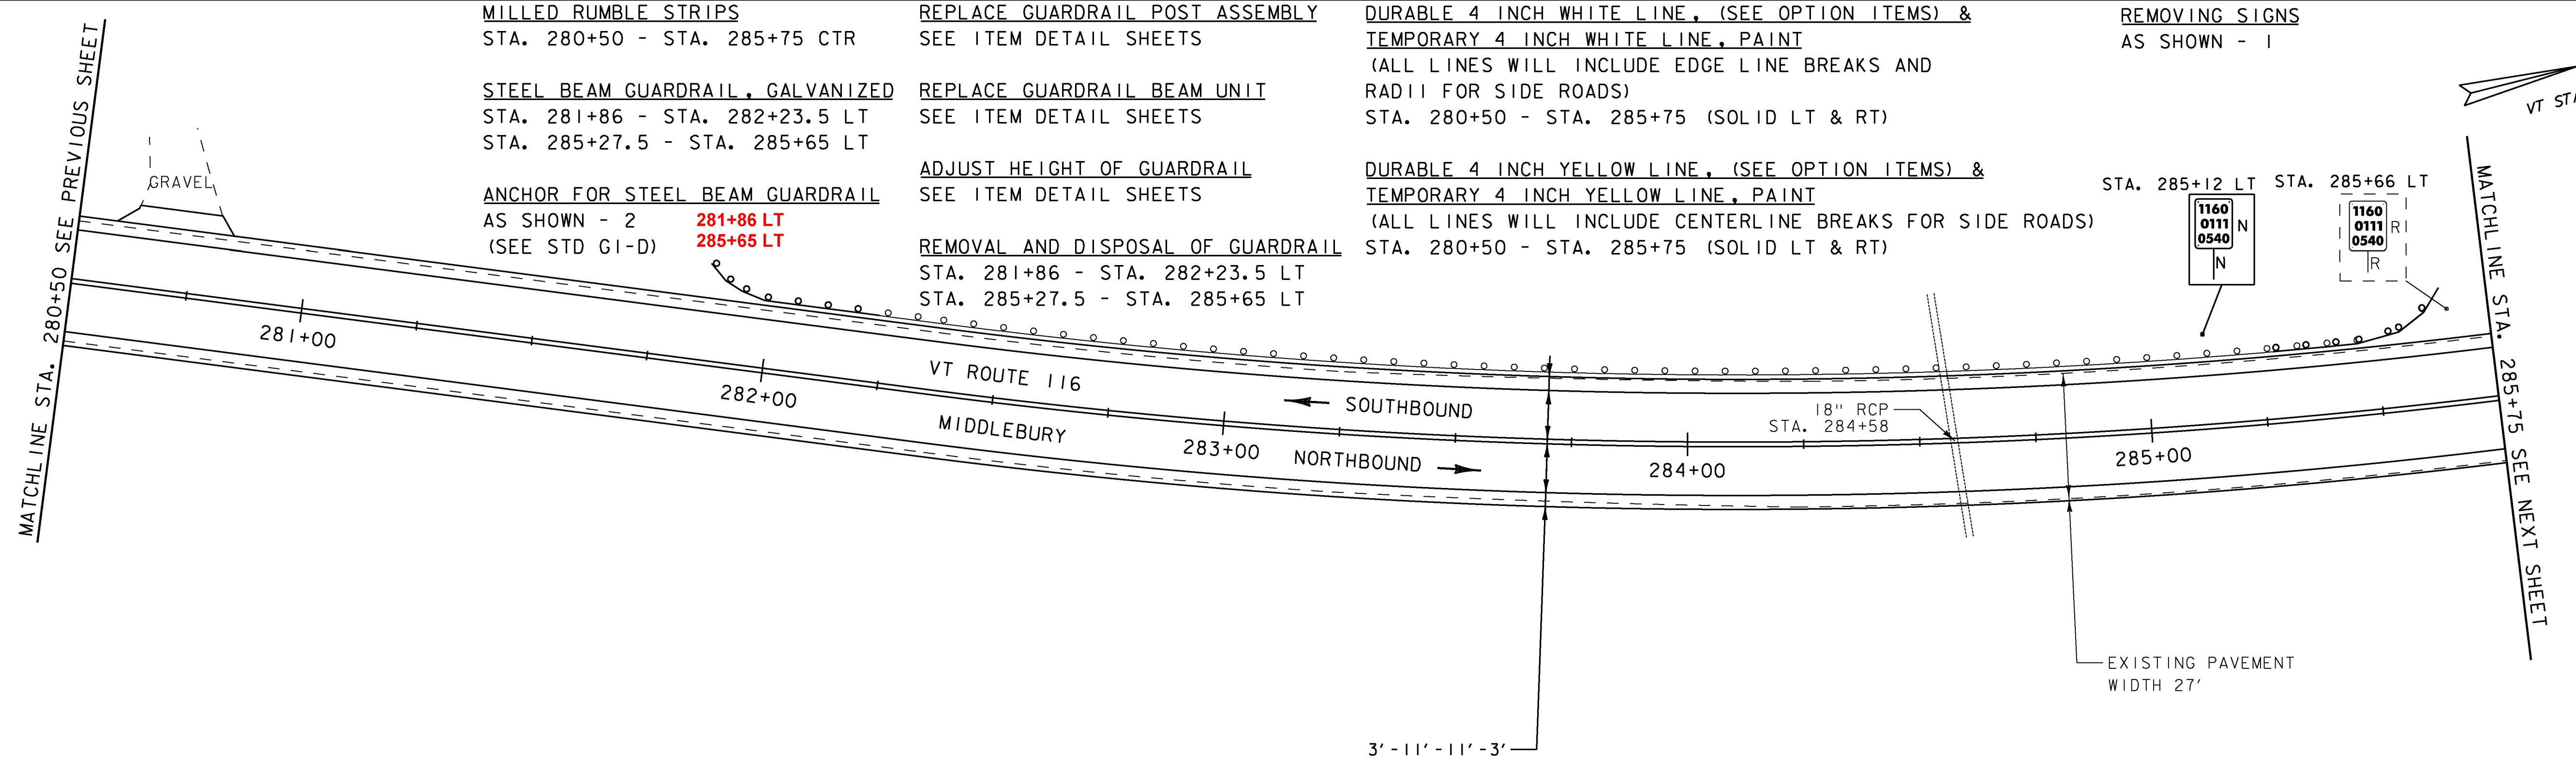 MILLED RUMBLE STRIPS
STA. 280+50 - STA. 285+75 CTR
STEEL BEAM GUARDRAIL, GALVANIZED
STA. 281+86 - STA. 282+23.5 LT
STA. 285+27.5 - STA. 285+65 LT
ANCHOR FOR STEEL BEAM GUARDRAIL
AS SHOWN - 2
(SEE STD G1-D)
281+86 LT
285+65 LT
REPLACE GUARDRAIL POST ASSEMBLY
SEE ITEM DETAIL SHEETS
REPLACE GUARDRAIL BEAM UNIT
SEE ITEM DETAIL SHEETS
ADJUST HEIGHT OF GUARDRAIL
SEE ITEM DETAIL SHEETS
REMOVAL AND DISPOSAL OF GUARDRAIL
STA. 281+86 - STA. 282+23.5 LT
STA. 285+27.5 - STA. 285+65 LT
DURABLE 4 INCH WHITE LINE, (SEE OPTION ITEMS) &
TEMPORARY 4 INCH WHITE LINE, PAINT
(ALL LINES WILL INCLUDE EDGE LINE BREAKS AND
RADII FOR SIDE ROADS)
STA. 280+50 - STA. 285+75 (SOLID LT & RT)
DURABLE 4 INCH YELLOW LINE, (SEE OPTION ITEMS) &
TEMPORARY 4 INCH YELLOW LINE, PAINT
(ALL LINES WILL INCLUDE CENTERLINE BREAKS FOR SIDE ROADS)
STA. 280+50 - STA. 285+75 (SOLID LT & RT)
REMOVING SIGNS
AS SHOWN - 1
VT
STA. 285+12 LT
1160
0111
0540
N
N
STA. 285+66 LT
1160
0111
0540
R
R
MATCHLINE STA. 280+50 SEE PREVIOUS SHEET
GRAVEL
281+00
282+00
283+00
284+00
285+00
VT ROUTE 116
MIDDLEBURY
SOUTHBOUND
NORTHBOUND
18" RCP
STA. 284+58
MATCHLINE STA. 285+75 SEE NEXT SHEET
EXISTING PAVEMENT
WIDTH 27'
3'-11'-11'-3'